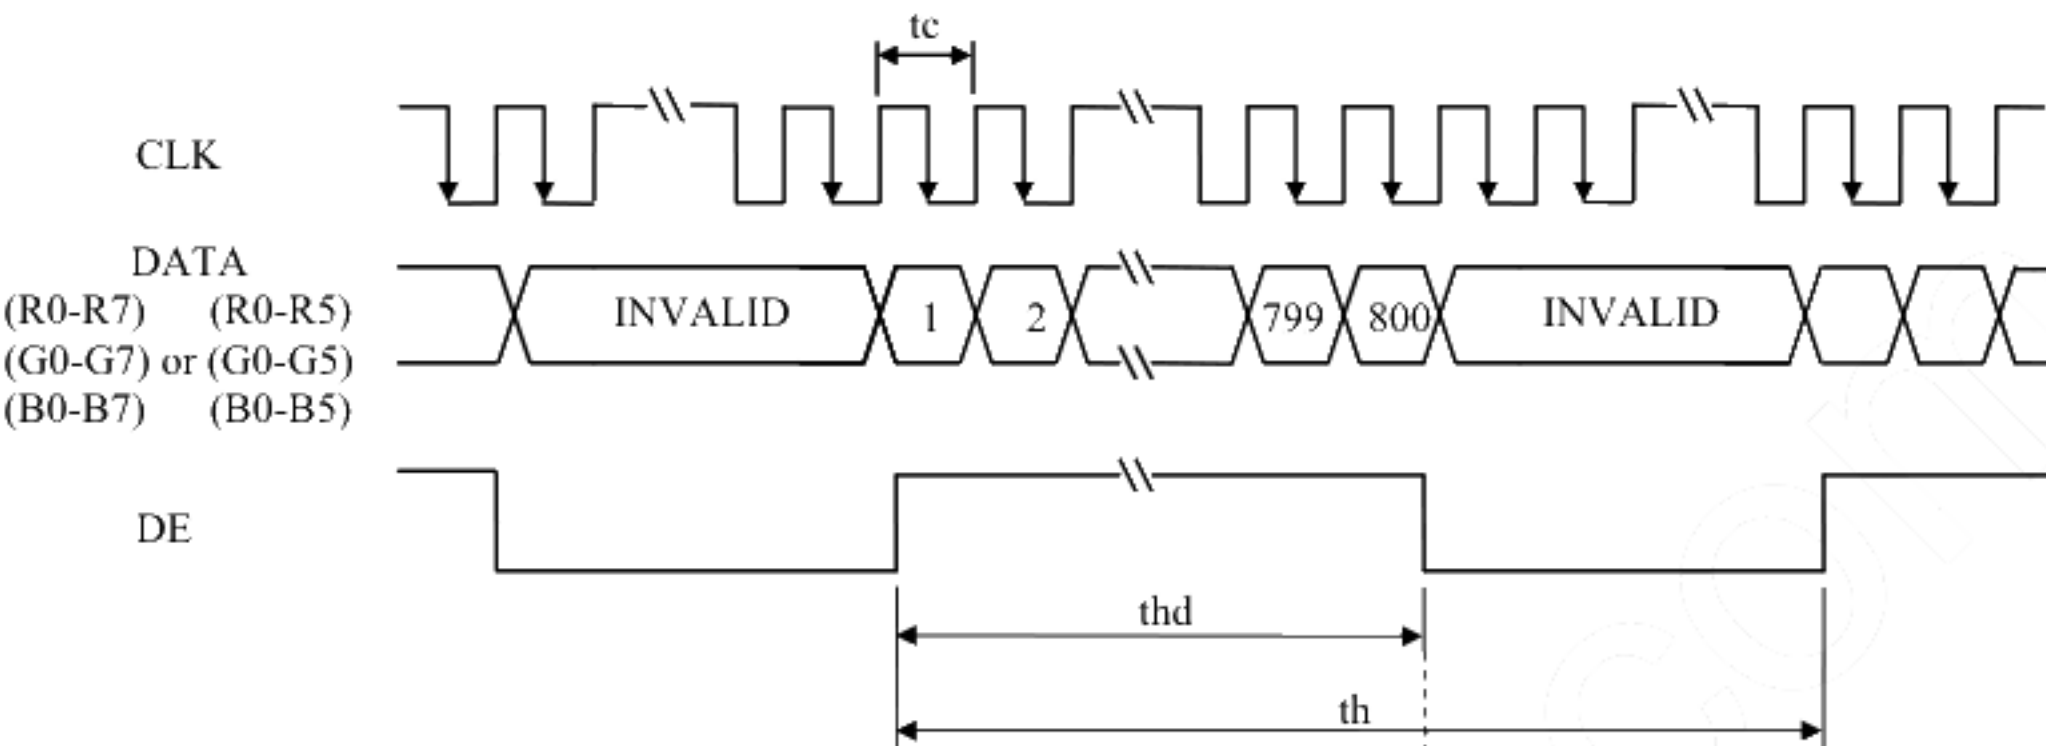 tc
CLK
DATA
(R0-R7) (R0-R5)
(G0-G7) or (G0-G5)
(B0-B7) (B0-B5)
INVALID 1 2 799 800 INVALID
DE
thd
th